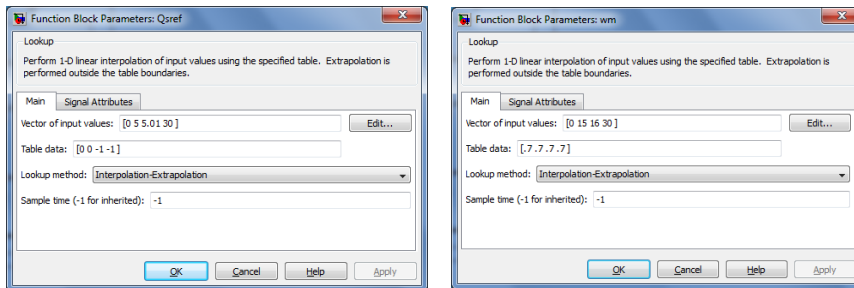 Function Block Parameters: Qsref
Lookup
Perform 1-D linear interpolation of input values using the specified table. Extrapolation is
performed outside the table boundaries.
Main Signal Attributes
Vector of input values: [0 5 5.01 30 ] Edit...
Table data: [0 0 -1 -1 ]
Lookup method: Interpolation-Extrapolation
Sample time (-1 for inherited): -1
OK Cancel Help Apply
Function Block Parameters: wm
Lookup
Perform 1-D linear interpolation of input values using the specified table. Extrapolation is
performed outside the table boundaries.
Main Signal Attributes
Vector of input values: [0 15 16 30 ] Edit...
Table data: [.7 .7 .7 .7]
Lookup method: Interpolation-Extrapolation
Sample time (-1 for inherited): -1
OK Cancel Help Apply